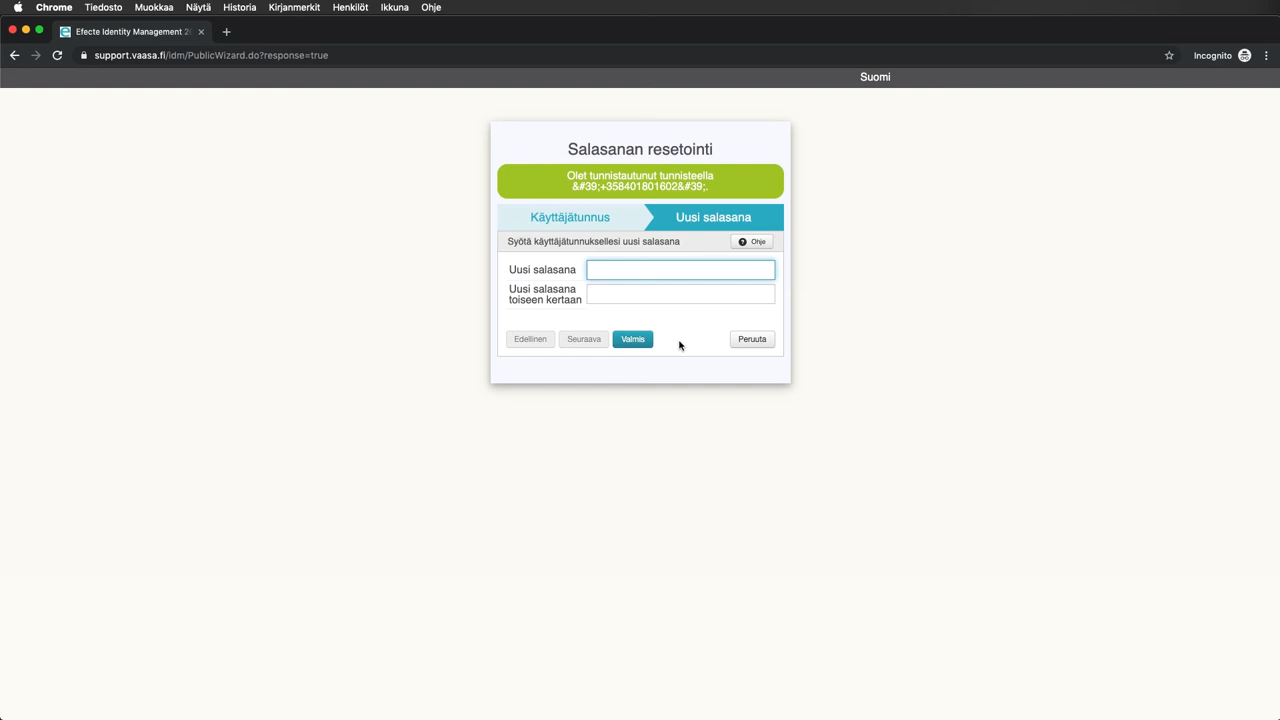 Chrome Tiedosto Muokkaa Näytä Historia Kirjanmerkit Henkilöt Ikkuna Ohje
Efecte Identity Management 20
support.vaasa.fi/idm/PublicWizard.do?response=true
Incognito
Suomi
Salasanan resetointi
Olet tunnistautunut tunnisteella
&#39;+358401801602&#39;.
Käyttäjätunnus
Uusi salasana
Syötä käyttäjätunnuksellesi uusi salasana
Ohje
Uusi salasana
Uusi salasana
toiseen kertaan
Edellinen Seuraava Valmis Peruuta